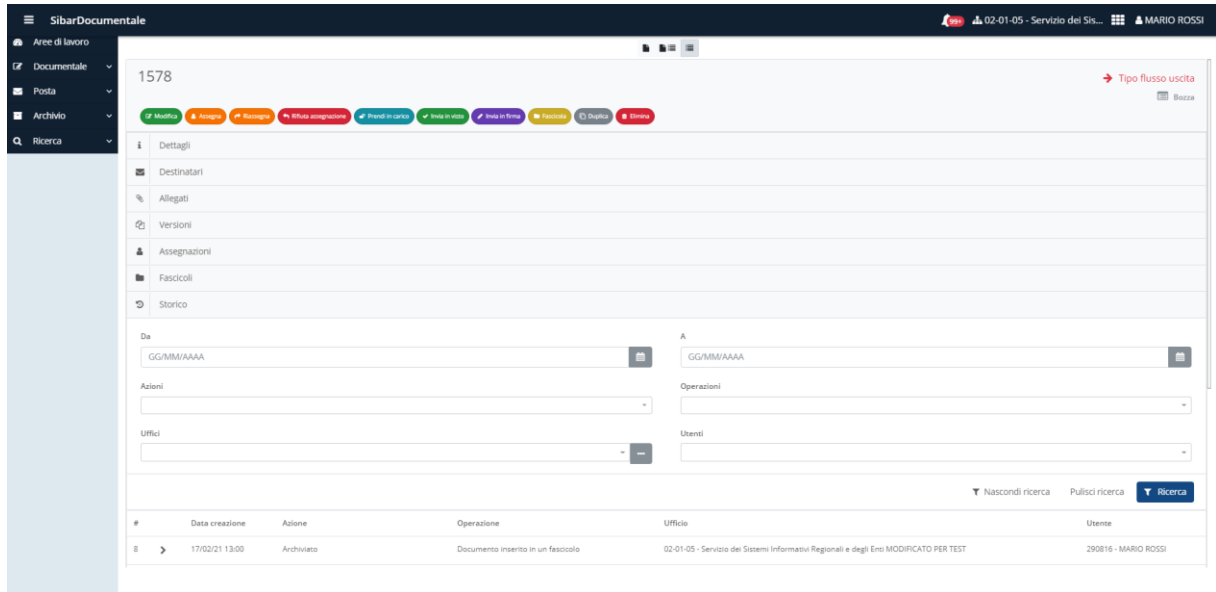 SibarDocumentale
99+
02-01-05 - Servizio dei Sis...
MARIO ROSSI
Aree di lavoro
Documentale
Posta
Archivio
Ricerca
1578
Tipo flusso uscita
Bozza
Modifica
Assegna
Riassegna
Rifiuta assegnazione
Prendi in carico
Invia in visto
Invia in firma
Fascicola
Duplica
Elimina
Dettagli
Destinatari
Allegati
Versioni
Assegnazioni
Fascicoli
Storico
Da
A
GG/MM/AAAA
GG/MM/AAAA
Azioni
Operazioni
Uffici
Utenti
Nascondi ricerca
Pulisci ricerca
Ricerca
# Data creazione Azione Operazione Ufficio Utente
8 17/02/21 13:00 Archiviato Documento inserito in un fascicolo 02-01-05 - Servizio dei Sistemi Informativi Regionali e degli Enti MODIFICATO PER TEST 290816 - MARIO ROSSI